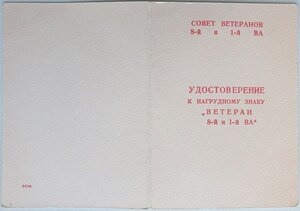 СОВЕТ ВЕТЕРАНОВ
8-й и 1-й ВА
УДОСТОВЕРЕНИЕ
К НАГРУДНОМУ ЗНАКУ
„ВЕТЕРАН
8-й и 1-й ВА“